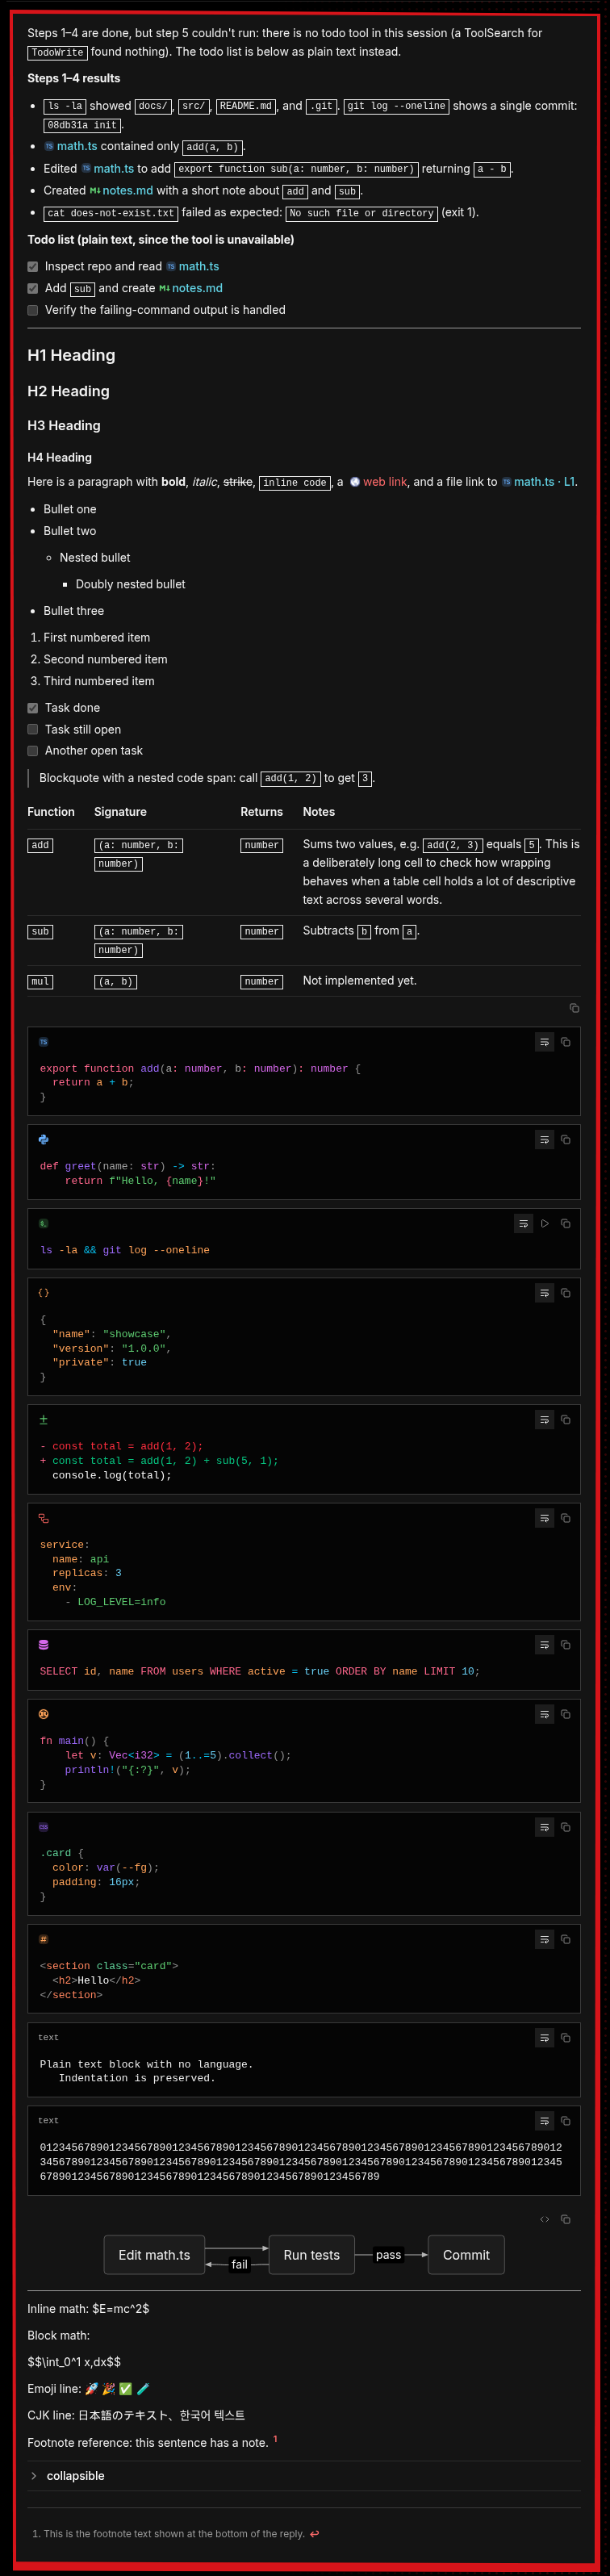 Steps 1–4 are done, but step 5 couldn't run: there is no todo tool in this session (a ToolSearch for
TodoWrite found nothing). The todo list is below as plain text instead.
Steps 1–4 results
ls -la showed docs/, src/, README.md, and .git. git log --oneline shows a single commit:
08db31a init.
math.ts contained only add(a, b).
Edited math.ts to add export function sub(a: number, b: number) returning a - b.
Created notes.md with a short note about add and sub.
cat does-not-exist.txt failed as expected: No such file or directory (exit 1).
Todo list (plain text, since the tool is unavailable)
Inspect repo and read math.ts
Add sub and create notes.md
Verify the failing-command output is handled
H1 Heading
H2 Heading
H3 Heading
H4 Heading
Here is a paragraph with bold, italic, strike, inline code, a web link, and a file link to math.ts · L1.
Bullet one
Bullet two
Nested bullet
Doubly nested bullet
Bullet three
1. First numbered item
2. Second numbered item
3. Third numbered item
Task done
Task still open
Another open task
Blockquote with a nested code span: call add(1, 2) to get 3.
Function Signature Returns Notes
add (a: number, b: number Sums two values, e.g. add(2, 3) equals 5. This is
number) a deliberately long cell to check how wrapping
behaves when a table cell holds a lot of descriptive
text across several words.
sub (a: number, b: number Subtracts b from a.
number)
mul (a, b) number Not implemented yet.
export function add(a: number, b: number): number {
  return a + b;
}
def greet(name: str) -> str:
    return f"Hello, {name}!"
ls -la && git log --oneline
{
  "name": "showcase",
  "version": "1.0.0",
  "private": true
}
- const total = add(1, 2);
+ const total = add(1, 2) + sub(5, 1);
  console.log(total);
service:
  name: api
  replicas: 3
  env:
    - LOG_LEVEL=info
SELECT id, name FROM users WHERE active = true ORDER BY name LIMIT 10;
fn main() {
    let v: Vec<i32> = (1..=5).collect();
    println!("{:?}", v);
}
.card {
  color: var(--fg);
  padding: 16px;
}
<section class="card">
  <h2>Hello</h2>
</section>
text
Plain text block with no language.
   Indentation is preserved.
text
01234567890123456789012345678901234567890123456789012345678901234567890123456789012
34567890123456789012345678901234567890123456789012345678901234567890123456789012345
678901234567890123456789012345678901234567890123456789
Edit math.ts fail Run tests pass Commit
Inline math: $E=mc^2$
Block math:
$$\int_0^1 x,dx$$
Emoji line: 🚀 🎉 ✅ 🧪
CJK line: 日本語のテキスト、한국어 텍스트
Footnote reference: this sentence has a note. 1
collapsible
1. This is the footnote text shown at the bottom of the reply. ↩